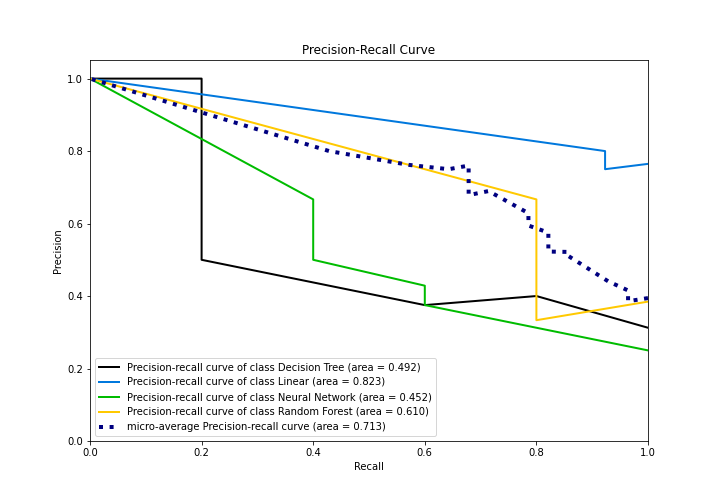 Precision-Recall Curve
1.0
0.8
0.6
0.4
0.2
0.0
Precision
Precision-recall curve of class Decision Tree (area = 0.492)
Precision-recall curve of class Linear (area = 0.823)
Precision-recall curve of class Neural Network (area = 0.452)
Precision-recall curve of class Random Forest (area = 0.610)
micro-average Precision-recall curve (area = 0.713)
0.0 0.2 0.4 0.6 0.8 1.0
Recall